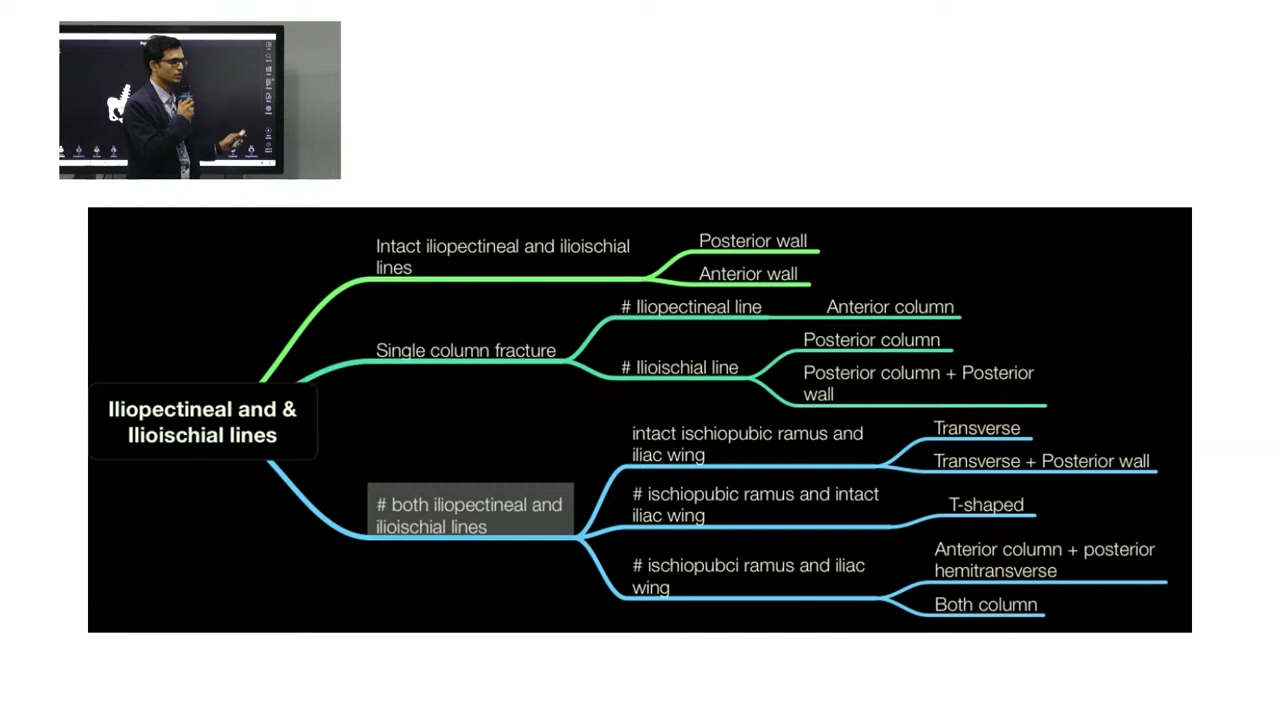 Intact iliopectineal and ilioischial
lines
Posterior wall
Anterior wall
Single column fracture
# Iliopectineal line
Anterior column
# Ilioischial line
Posterior column
Posterior column + Posterior
wall
Iliopectineal and &
Ilioischial lines
# both iliopectineal and
ilioischial lines
intact ischiopubic ramus and
iliac wing
Transverse
Transverse + Posterior wall
# ischiopubic ramus and intact
iliac wing
T-shaped
# ischiopubci ramus and iliac
wing
Anterior column + posterior
hemitransverse
Both column